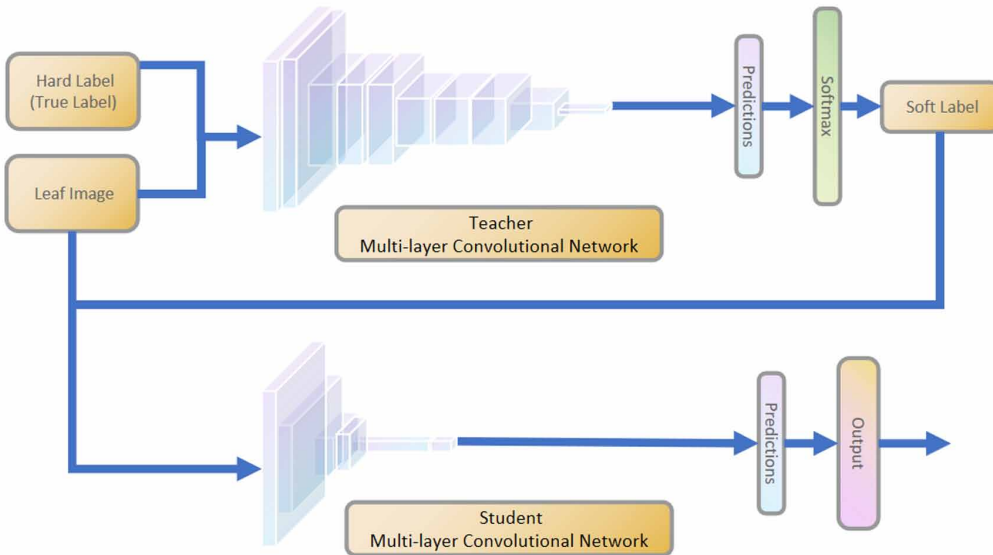 Hard Label
(True Label)
Leaf Image
Predictions
Softmax
Soft Label
Teacher
Multi-layer Convolutional Network
Predictions
Output
Student
Multi-layer Convolutional Network